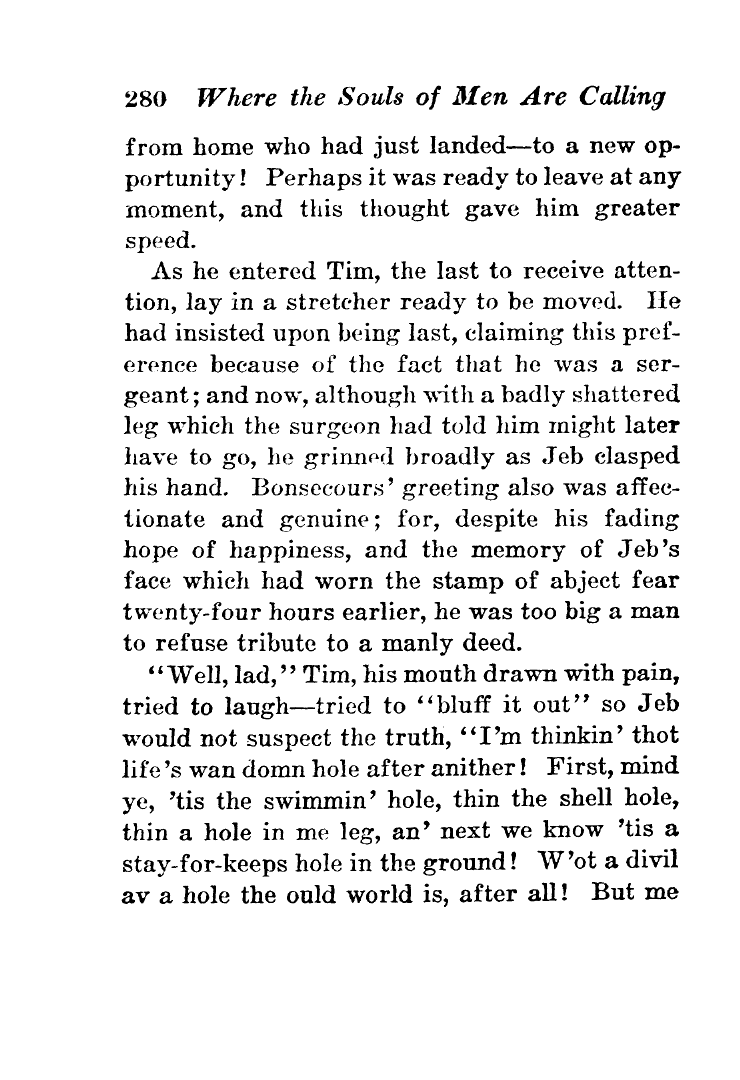 280 Where the Souls of Men Are Calling
from home who had just landed—to a new op-
portunity! Perhaps it was ready to leave at any
moment, and this thought gave him greater
speed.
As he entered Tim, the last to receive atten-
tion, lay in a stretcher ready to be moved. He
had insisted upon being last, claiming this pref-
erence because of the fact that he was a ser-
geant; and now, although with a badly shattered
leg which the surgeon had told him might later
have to go, he grinned broadly as Jeb clasped
his hand. Bonsecours' greeting also was affec-
tionate and genuine; for, despite his fading
hope of happiness, and the memory of Jeb's
face which had worn the stamp of abject fear
twenty-four hours earlier, he was too big a man
to refuse tribute to a manly deed.
"Well, lad," Tim, his mouth drawn with pain,
tried to laugh—tried to "bluff it out" so Jeb
would not suspect the truth, "I'm thinkin' thot
life's wan domn hole after anither! First, mind
ye, 'tis the swimmin' hole, thin the shell hole,
thin a hole in me leg, an' next we know 'tis a
stay-for-keeps hole in the ground! W'ot a divil
av a hole the ould world is, after all! But me